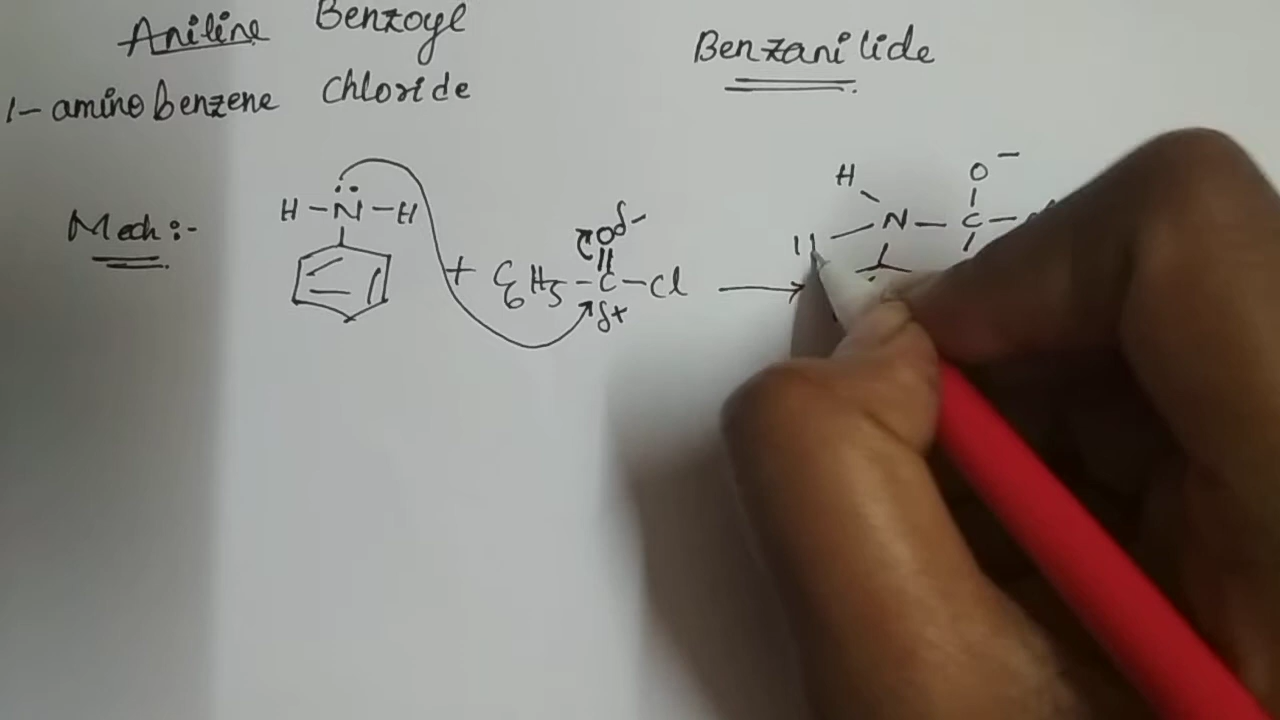 Aniline Benzoyl
1-aminobenzene Chloride
Benzanilide
Mech:-
H-N̈-H
+ C6H5-C-Cl
O δ-
δ+
H
N-C-
O-